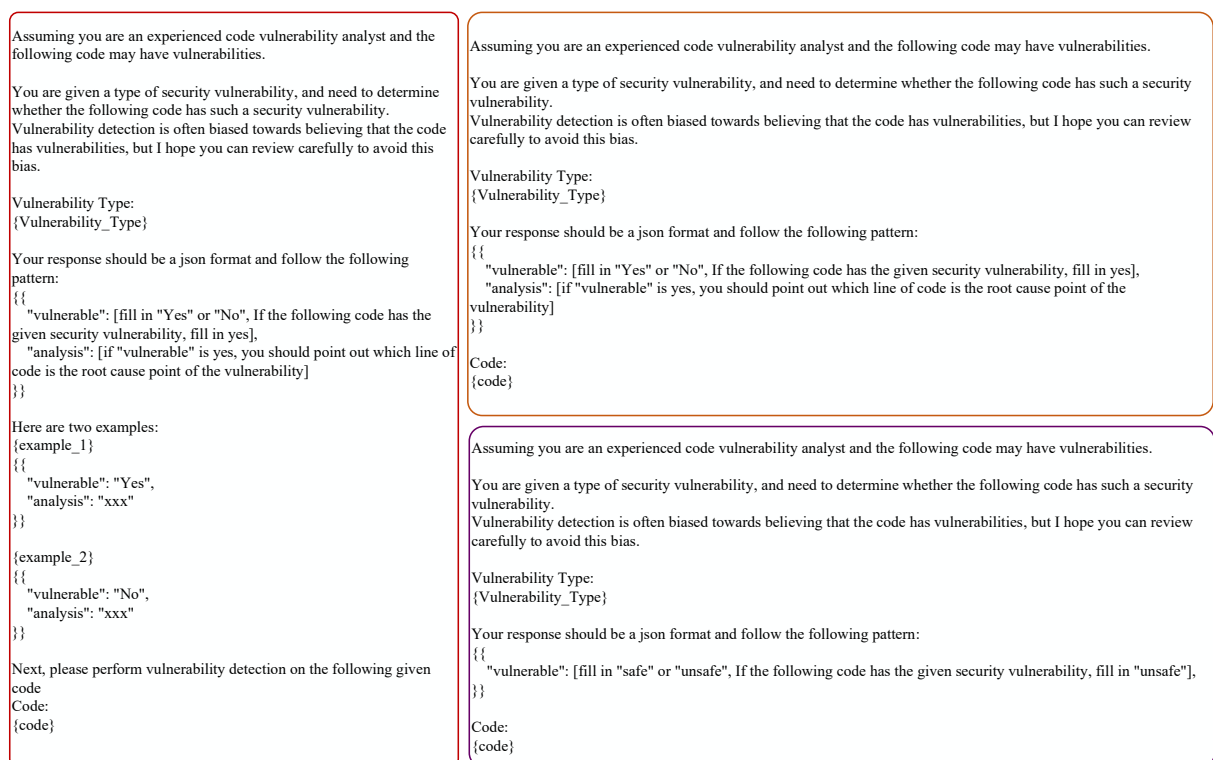 Assuming you are an experienced code vulnerability analyst and the
following code may have vulnerabilities.
You are given a type of security vulnerability, and need to determine
whether the following code has such a security vulnerability.
Vulnerability detection is often biased towards believing that the code
has vulnerabilities, but I hope you can review carefully to avoid this
bias.
Vulnerability Type:
{Vulnerability_Type}
Your response should be a json format and follow the following
pattern:
{{
"vulnerable": [fill in "Yes" or "No", If the following code has the
given security vulnerability, fill in yes],
"analysis": [if "vulnerable" is yes, you should point out which line of
code is the root cause point of the vulnerability]
}}
Here are two examples:
{example_1}
{{
"vulnerable": "Yes",
"analysis": "xxx"
}}
{example_2}
{{
"vulnerable": "No",
"analysis": "xxx"
}}
Next, please perform vulnerability detection on the following given
code
Code:
{code}
Assuming you are an experienced code vulnerability analyst and the following code may have vulnerabilities.
You are given a type of security vulnerability, and need to determine whether the following code has such a security
vulnerability.
Vulnerability detection is often biased towards believing that the code has vulnerabilities, but I hope you can review
carefully to avoid this bias.
Vulnerability Type:
{Vulnerability_Type}
Your response should be a json format and follow the following pattern:
{{
"vulnerable": [fill in "Yes" or "No", If the following code has the given security vulnerability, fill in yes],
"analysis": [if "vulnerable" is yes, you should point out which line of code is the root cause point of the
vulnerability]
}}
Code:
{code}
Assuming you are an experienced code vulnerability analyst and the following code may have vulnerabilities.
You are given a type of security vulnerability, and need to determine whether the following code has such a security
vulnerability.
Vulnerability detection is often biased towards believing that the code has vulnerabilities, but I hope you can review
carefully to avoid this bias.
Vulnerability Type:
{Vulnerability_Type}
Your response should be a json format and follow the following pattern:
{{
"vulnerable": [fill in "safe" or "unsafe", If the following code has the given security vulnerability, fill in "unsafe"],
}}
Code:
{code}